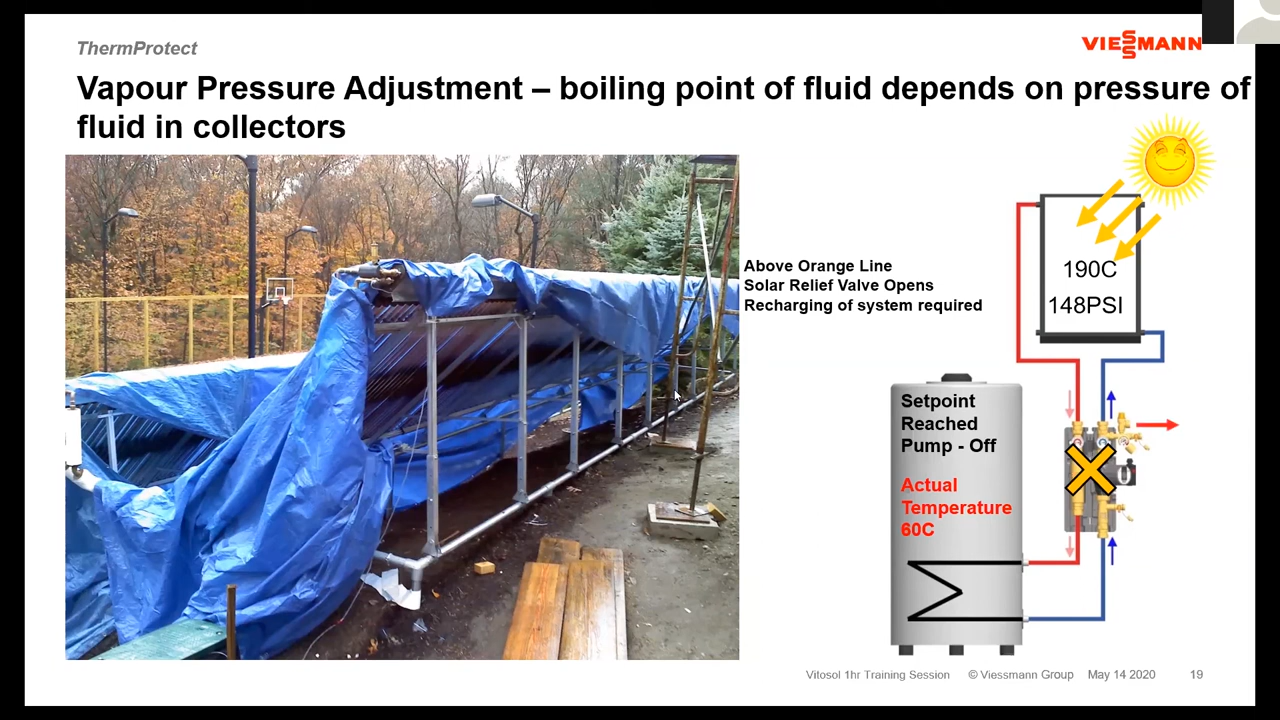 ThermProtect
VIESSMANN
Vapour Pressure Adjustment – boiling point of fluid depends on pressure of
fluid in collectors
Above Orange Line
Solar Relief Valve Opens
Recharging of system required
190C
148PSI
Setpoint
Reached
Pump - Off
Actual
Temperature
60C
Vitosol 1hr Training Session © Viessmann Group May 14 2020 19